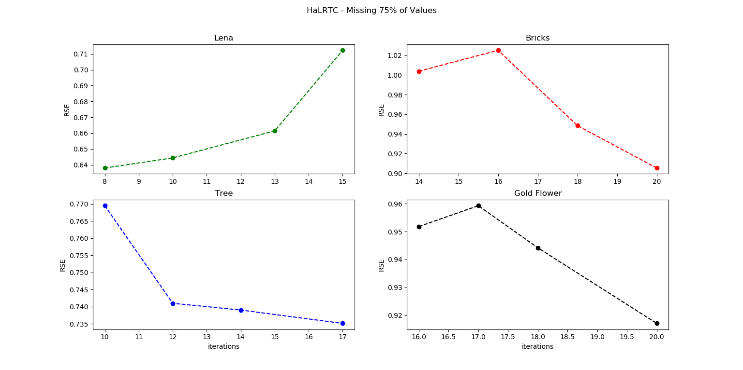 HaLRTC - Missing 75% of Values
Lena
RSE
0.71
0.70
0.69
0.68
0.67
0.66
0.65
0.64
8 9 10 11 12 13 14 15
Bricks
RSE
1.02
1.00
0.98
0.96
0.94
0.92
0.90
14 15 16 17 18 19 20
Tree
RSE
0.770
0.765
0.760
0.755
0.750
0.745
0.740
0.735
10 11 12 13 14 15 16 17
iterations
Gold Flower
RSE
0.96
0.95
0.94
0.93
0.92
16.0 16.5 17.0 17.5 18.0 18.5 19.0 19.5 20.0
iterations